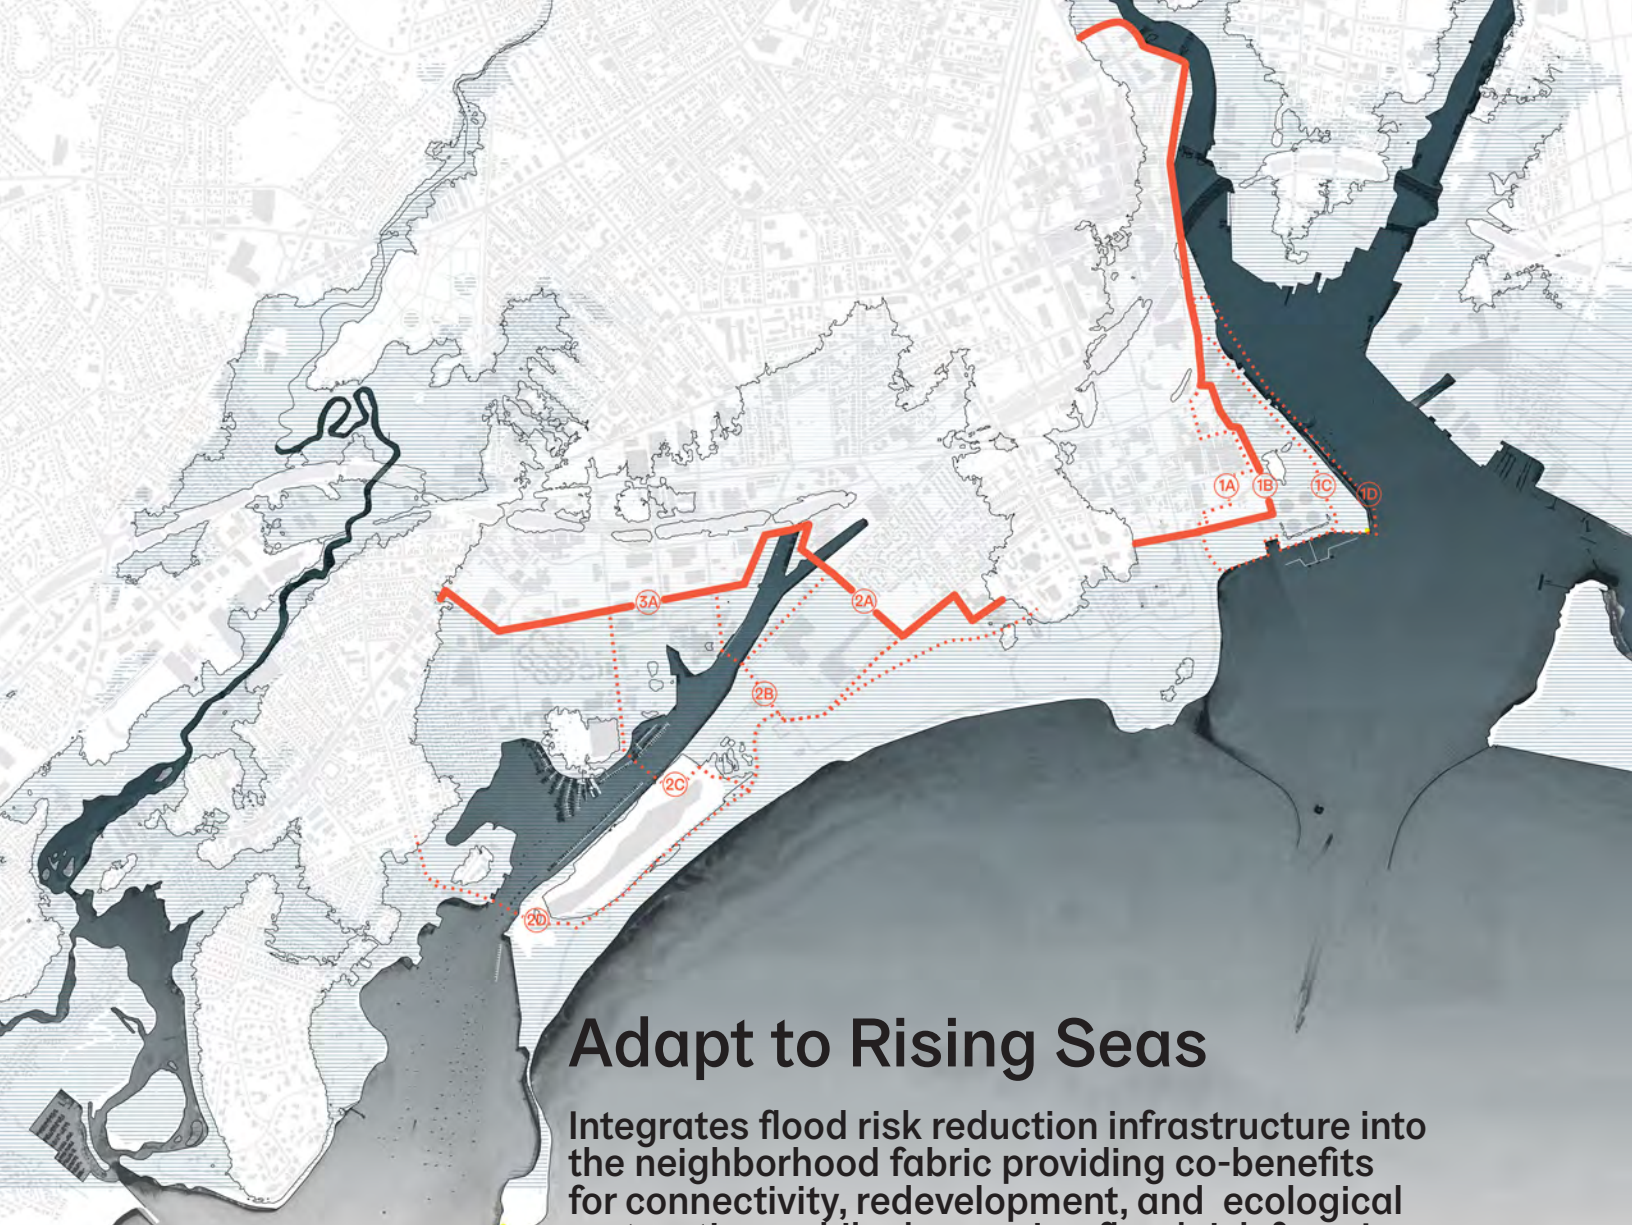 1A
1B
1C
1D
3A
2A
2B
2C
2D
Adapt to Rising Seas
Integrates flood risk reduction infrastructure into
the neighborhood fabric providing co-benefits
for connectivity, redevelopment, and ecological